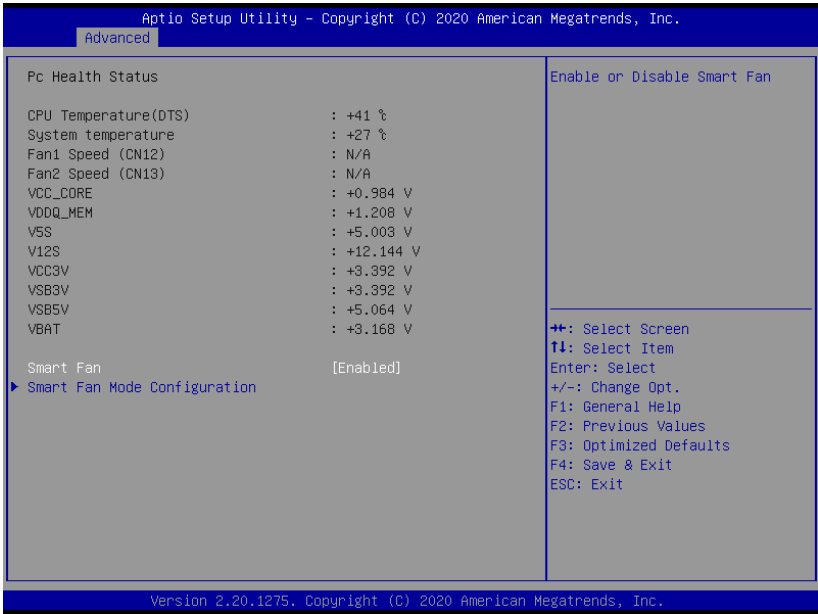 Aptio Setup Utility – Copyright (C) 2020 American Megatrends, Inc.
Advanced
Pc Health Status
CPU Temperature(DTS) : +41 ℃
System temperature : +27 ℃
Fan1 Speed (CN12) : N/A
Fan2 Speed (CN13) : N/A
VCC_CORE : +0.984 V
VDDQ_MEM : +1.208 V
V5S : +5.003 V
V12S : +12.144 V
VCC3V : +3.392 V
VSB3V : +3.392 V
VSB5V : +5.064 V
VBAT : +3.168 V
Smart Fan [Enabled]
Smart Fan Mode Configuration
Enable or Disable Smart Fan
→←: Select Screen
↑↓: Select Item
Enter: Select
+/-: Change Opt.
F1: General Help
F2: Previous Values
F3: Optimized Defaults
F4: Save & Exit
ESC: Exit
Version 2.20.1275. Copyright (C) 2020 American Megatrends, Inc.